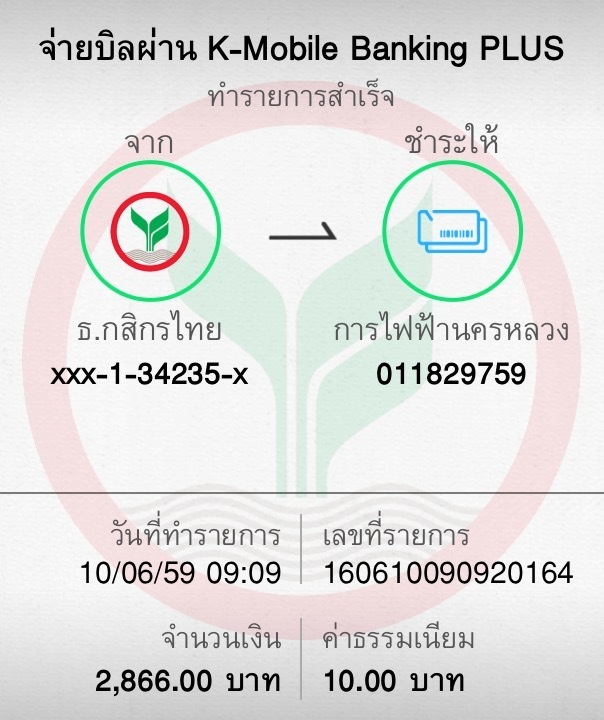 จ่ายบิลผ่าน K-Mobile Banking PLUS
ทำรายการสำเร็จ
จาก
ชำระให้
ธ.กสิกรไทย
การไฟฟ้านครหลวง
xxx-1-34235-x
011829759
วันที่ทำรายการ
เลขที่รายการ
10/06/59 09:09
160610090920164
จำนวนเงิน
ค่าธรรมเนียม
2,866.00 บาท
10.00 บาท